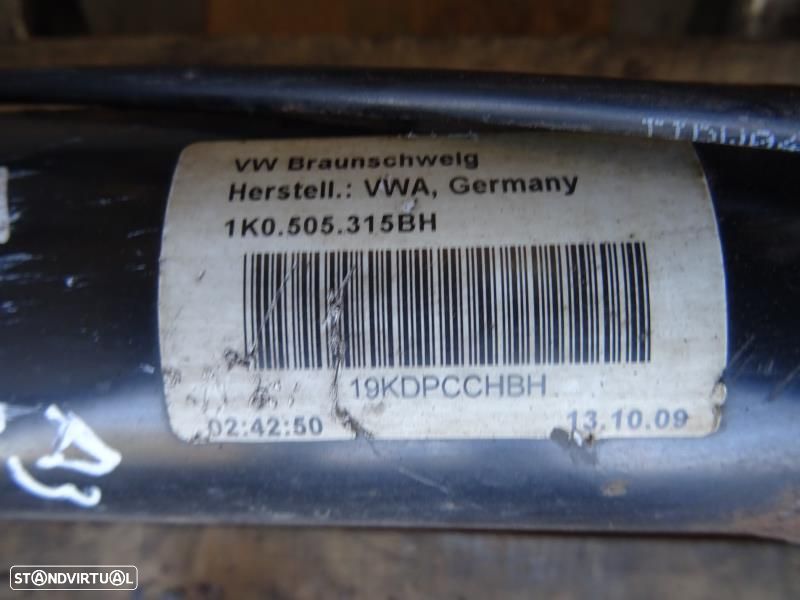 VW Braunschweig
Herstell.: VWA, Germany
1K0.505.315BH
19KDPCCHBH
02:42:50 13.10.09
STANDVIRTUAL